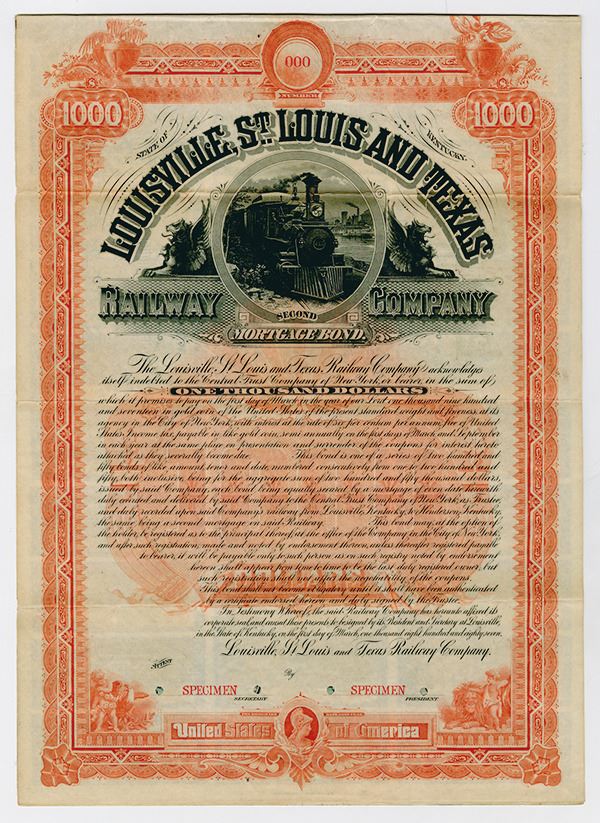 000
NUMBER
1000 1000
STATE OF KENTUCKY.
LOUISVILLE, ST. LOUIS AND TEXAS
RAILWAY COMPANY
SECOND
MORTGAGE BOND.
The Louisville, St. Louis and Texas Railway Company acknowledges
itself indebted to the Central Trust Company of New York, or bearer, in the sum of
ONE THOUSAND DOLLARS
which it promises to pay on the first day of March in the year of our Lord one thousand nine hundred
and seventeen in gold coin of the United States of the present standard weight and fineness, at its
agency in the City of New York, with interest at the rate of six per centum per annum, free of United
States Income tax, payable in like gold coin, semi annually on the first day of March and September
in each year at the same place on presentation and surrender of the coupons for interest hereto
attached as they severally become due. This bond is one of a series of two hundred and
fifty bonds of like amount, tenor and date, numbered consecutively from one to two hundred and
fifty, both inclusive, being for the aggregate sum of two hundred and fifty thousand dollars,
issued by said Company, each bond being equally secured by a mortgage of even date herewith
duly executed and delivered by said Company to the Central Trust Company of New York, as Trustee
and duly recorded upon said Company's railway from Louisville, Kentucky, to Henderson, Kentucky,
the same being a second mortgage on said Railway. This bond may, at the option of
the holder, be registered as to the principal thereof, at the office of the Company in the City of New York
and after such registration, made and noted by endorsement thereon, unless thereafter registered payable
to bearer, it will be payable only to such person as on such registry noted by endorsement
hereon shall appear from time to time to be the last duly registered owner, but
such registration shall not affect the negotiability of the coupons.
This bond shall not become obligatory until it shall have been authenticated
by a certificate endorsed hereon and duly signed by the Trustee.
In Testimony Whereof, the said Railway Company has hereunto affixed its
corporate seal, and caused these presents to be signed by its President and Secretary at Louisville,
in the State of Kentucky, on the first day of March, one thousand eight hundred and eighty seven.
Louisville, St Louis and Texas Railway Company.
Attest
By
SPECIMEN SPECIMEN
SECRETARY PRESIDENT
United States of America